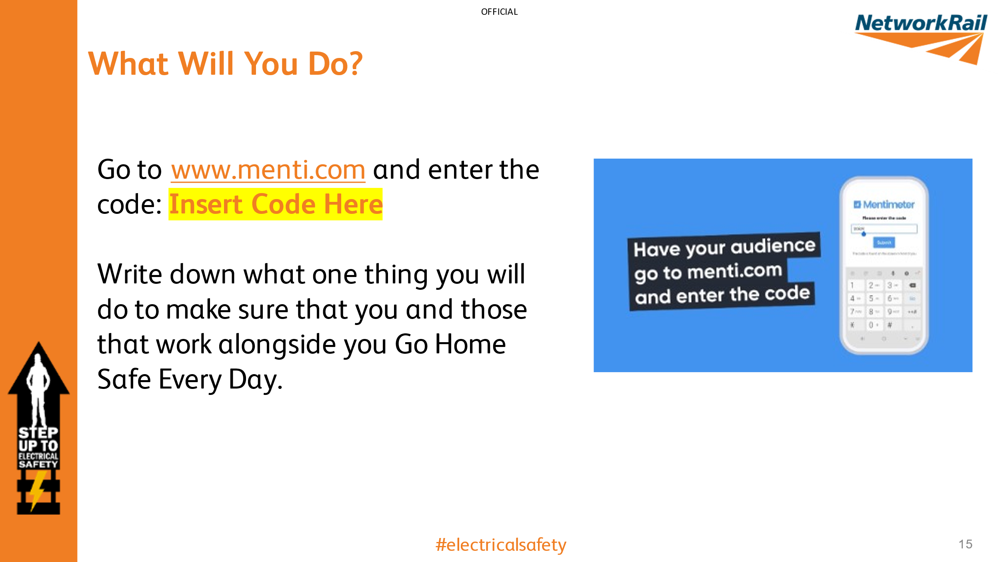 OFFICIAL
NetworkRail
What Will You Do?
Go to www.menti.com and enter the
code: Insert Code Here
Write down what one thing you will
do to make sure that you and those
that work alongside you Go Home
Safe Every Day.
Have your audience
go to menti.com
and enter the code
Mentimeter
Please enter the code
Submit
1 2 3
4 5 6
7 8 9
* 0 + #
STEP
UP TO
ELECTRICAL
SAFETY
#electricalsafety
15